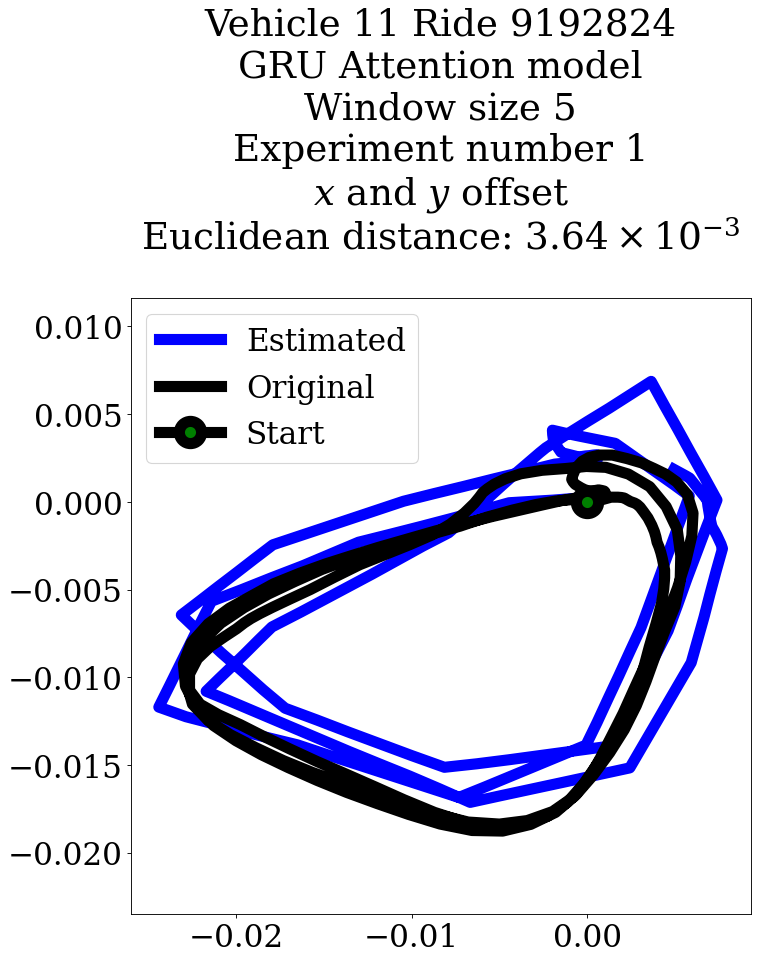 Vehicle 11 Ride 9192824
GRU Attention model
Window size 5
Experiment number 1
x and y offset
Euclidean distance: 3.64 × 10⁻³
Estimated
Original
Start
0.010
0.005
0.000
−0.005
−0.010
−0.015
−0.020
−0.02 −0.01 0.00